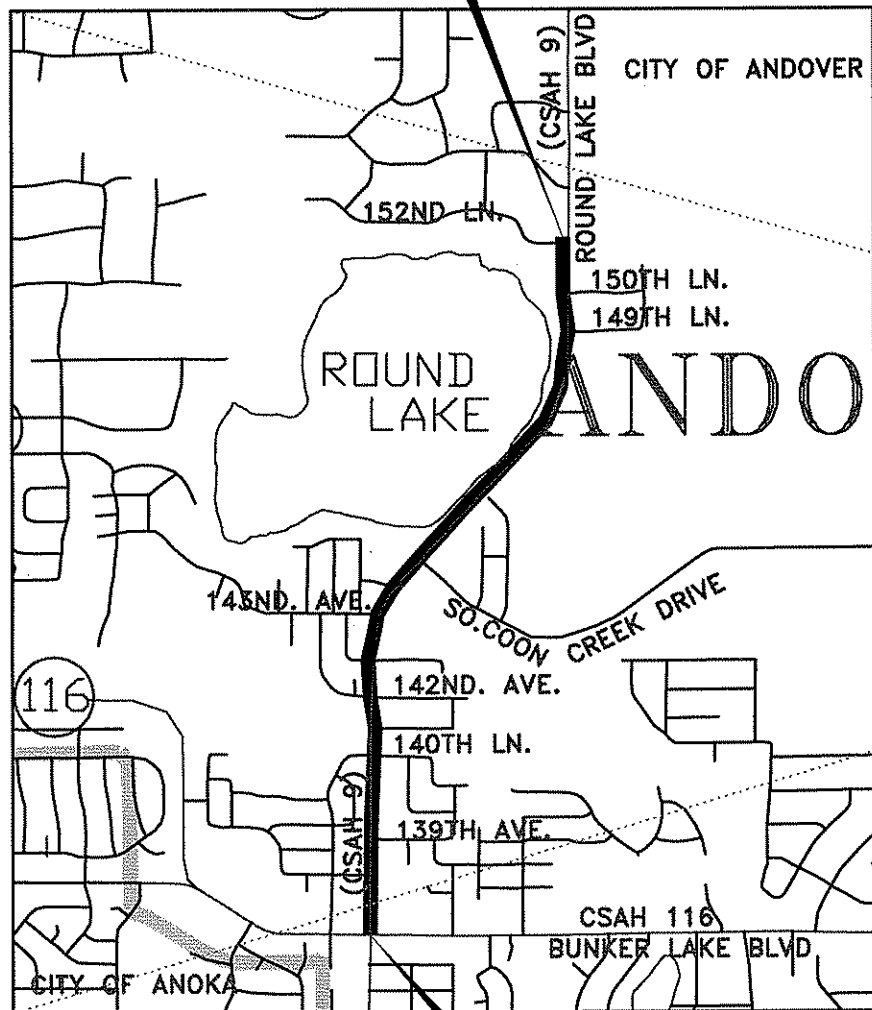 CITY OF ANDOVER
(CSAH 9)
ROUND LAKE BLVD
152ND LN.
150TH LN.
149TH LN.
ROUND
LAKE
ANDO
143ND. AVE.
SO.COON CREEK DRIVE
116
142ND. AVE.
140TH LN.
(CSAH 9)
139TH AVE.
CSAH 116
BUNKER LAKE BLVD
CITY OF ANOKA